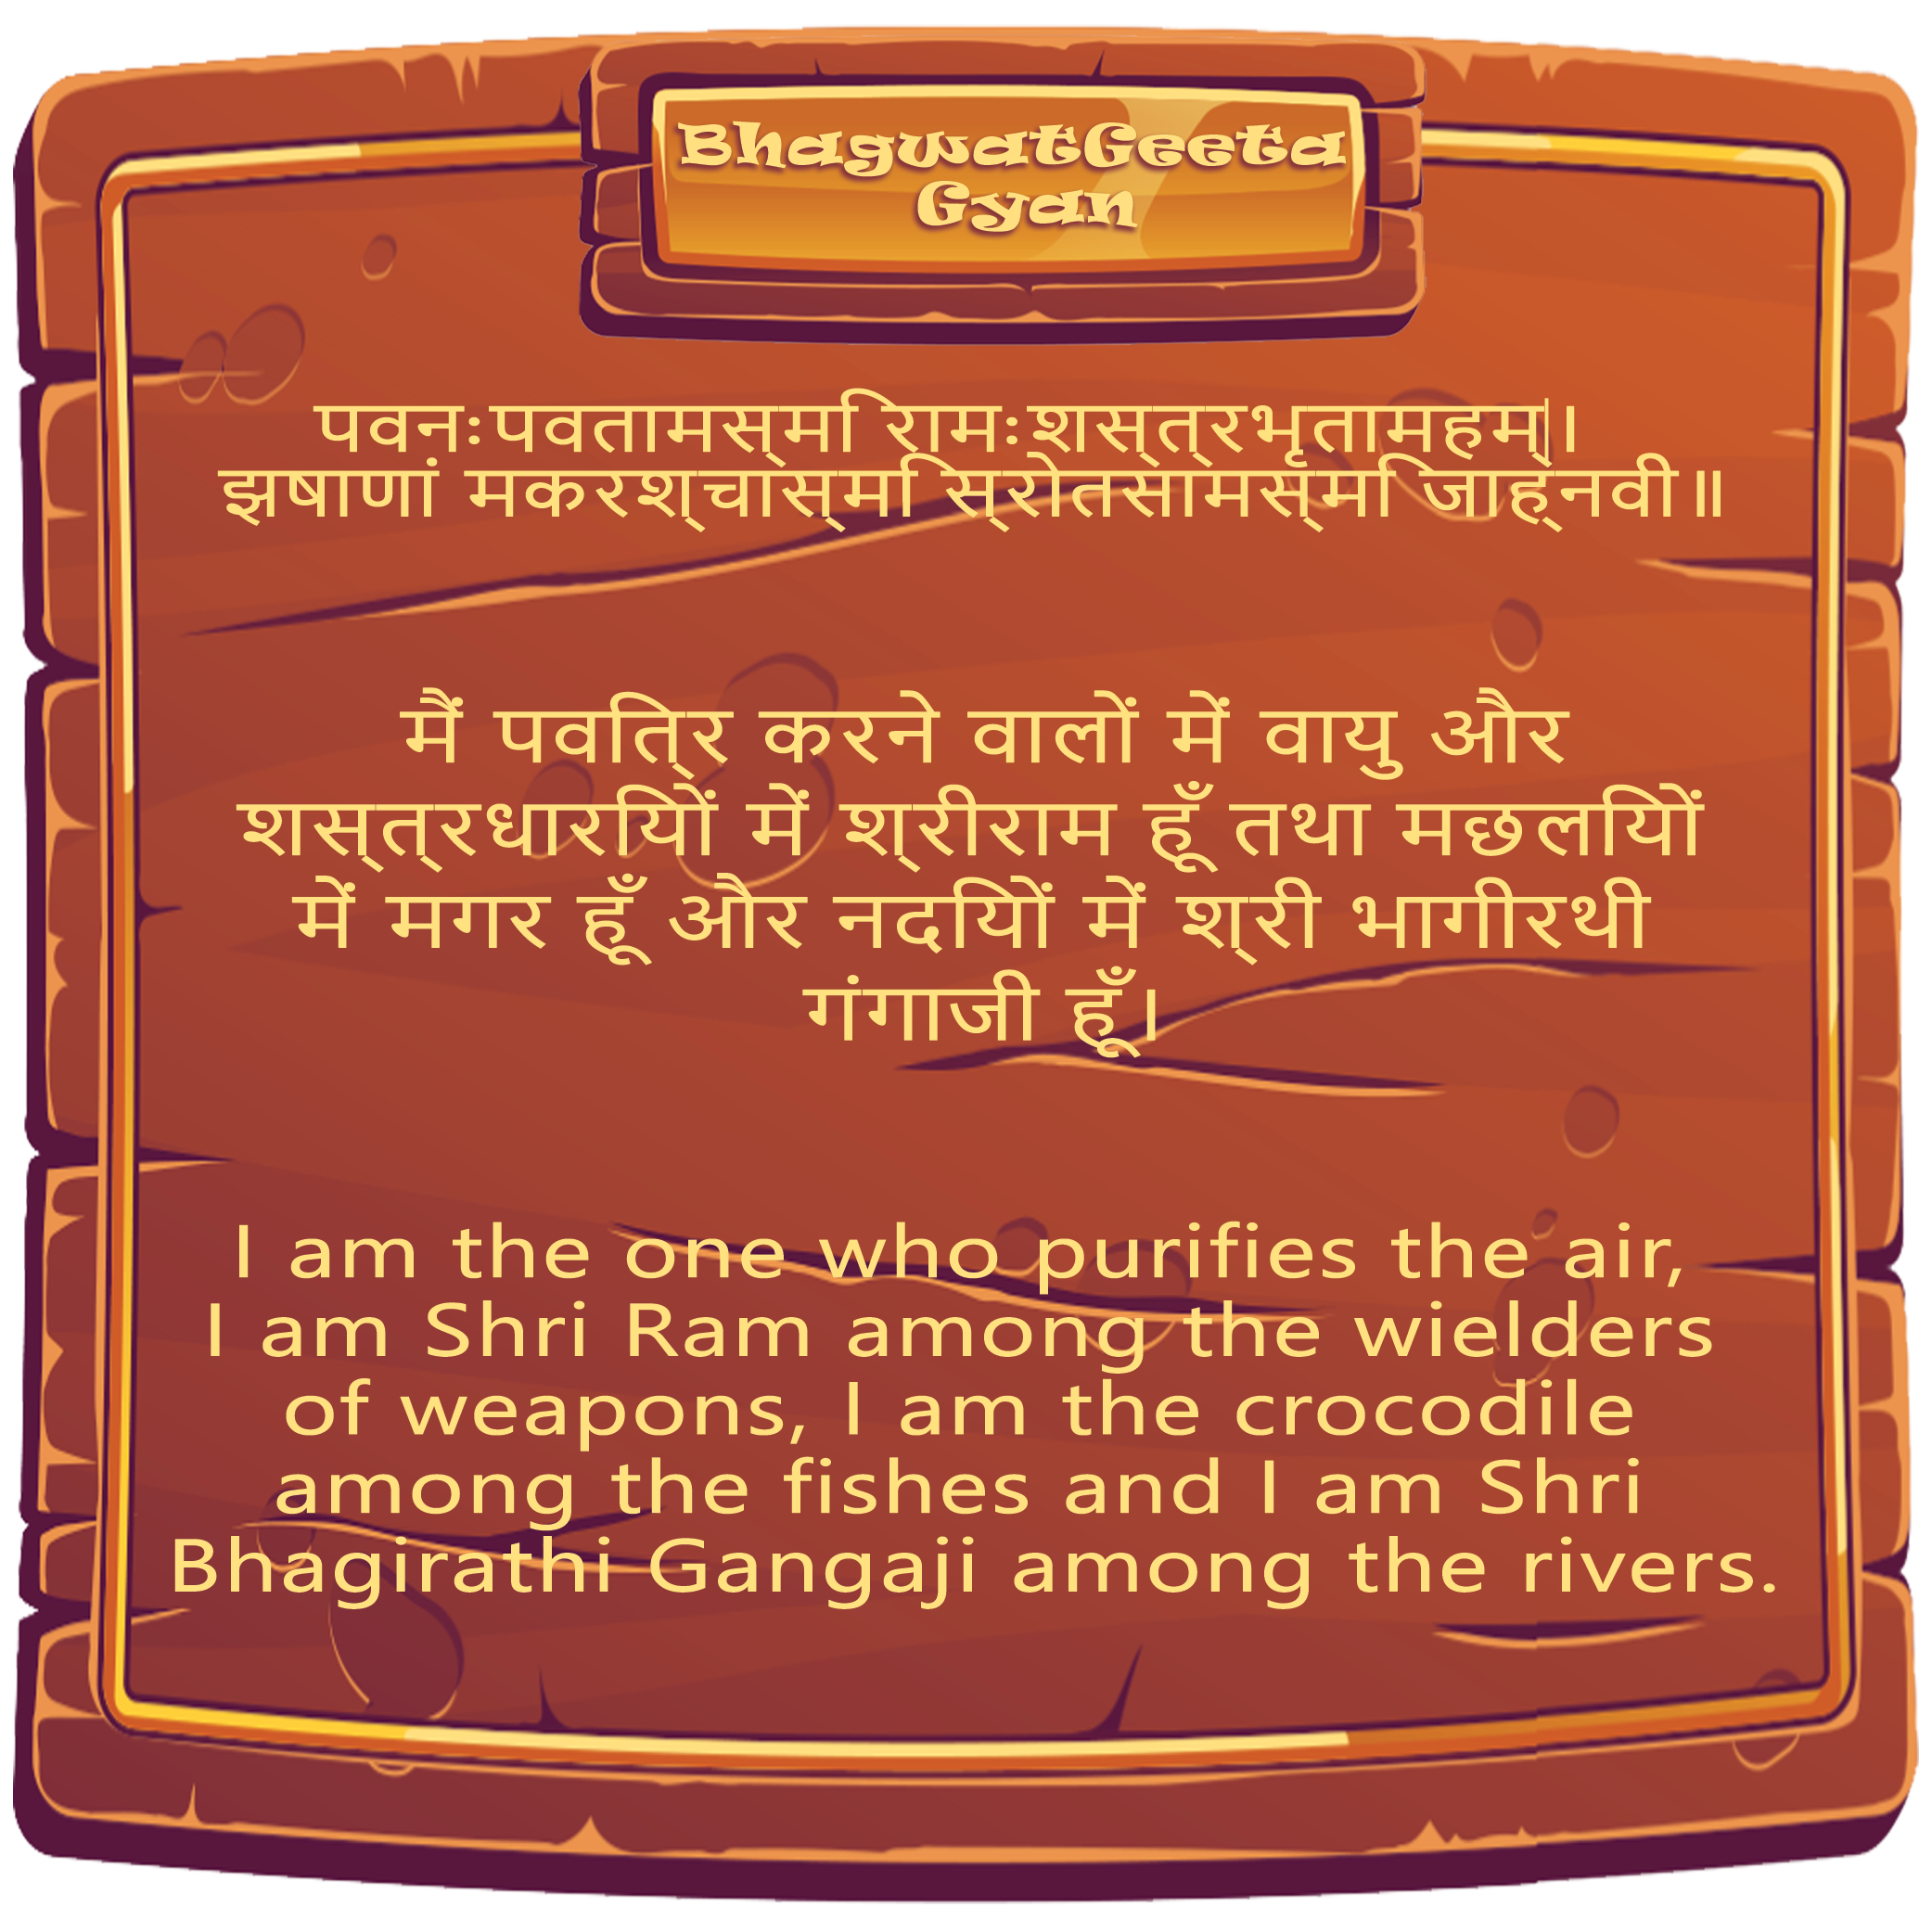 BhagwatGeeta
Gyan
पवनः पवतामस्मि रामः शस्त्रभृतामहम्।
झषाणां मकरश्चास्मि स्रोतसामस्मि जाह्नवी॥
मैं पवित्र करने वालों में वायु और
शस्त्रधारियों में श्रीराम हूँ तथा मछलियों
में मगर हूँ और नदियों में श्री भागीरथी
गंगाजी हूँ।
I am the one who purifies the air,
I am Shri Ram among the wielders
of weapons, I am the crocodile
among the fishes and I am Shri
Bhagirathi Gangaji among the rivers.